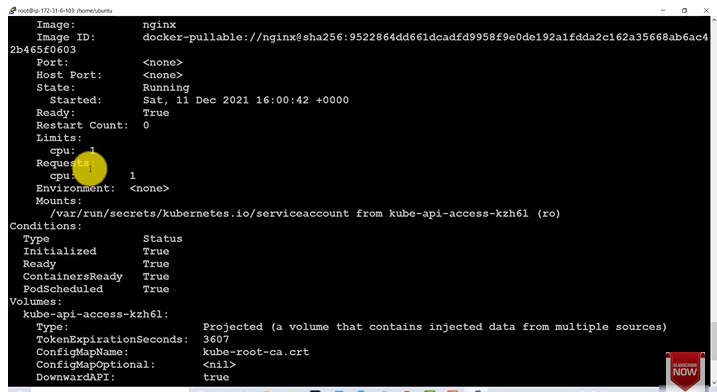 root@ip-172-31-6-103: /home/ubuntu
Image: nginx
Image ID: docker-pullable://nginx@sha256:9522864dd661dcadfd9958f9e0de192a1fdda2c162a35668ab6ac4
2b465f0603
Port: <none>
Host Port: <none>
State: Running
Started: Sat, 11 Dec 2021 16:00:42 +0000
Ready: True
Restart Count: 0
Limits:
cpu: 1
Requests:
cpu: 1
Environment: <none>
Mounts:
/var/run/secrets/kubernetes.io/serviceaccount from kube-api-access-kzh6l (ro)
Conditions:
Type Status
Initialized True
Ready True
ContainersReady True
PodScheduled True
Volumes:
kube-api-access-kzh6l:
Type: Projected (a volume that contains injected data from multiple sources)
TokenExpirationSeconds: 3607
ConfigMapName: kube-root-ca.crt
ConfigMapOptional: <nil>
DownwardAPI: true
SUBSCRIBE
NOW